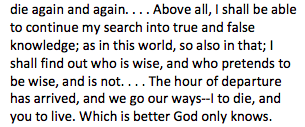 die again and again. . . . Above all, I shall be able
to continue my search into true and false
knowledge; as in this world, so also in that; I
shall find out who is wise, and who pretends to
be wise, and is not. . . . The hour of departure
has arrived, and we go our ways--I to die, and
you to live. Which is better God only knows.